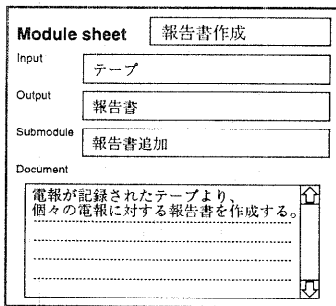 Module sheet 報告書作成
Input
テープ
Output
報告書
Submodule
報告書追加
Document
電報が記録されたテープより、
個々の電報に対する報告書を作成する。